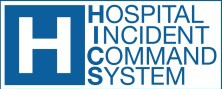 H
HOSPITAL
INCIDENT
COMMAND
SYSTEM